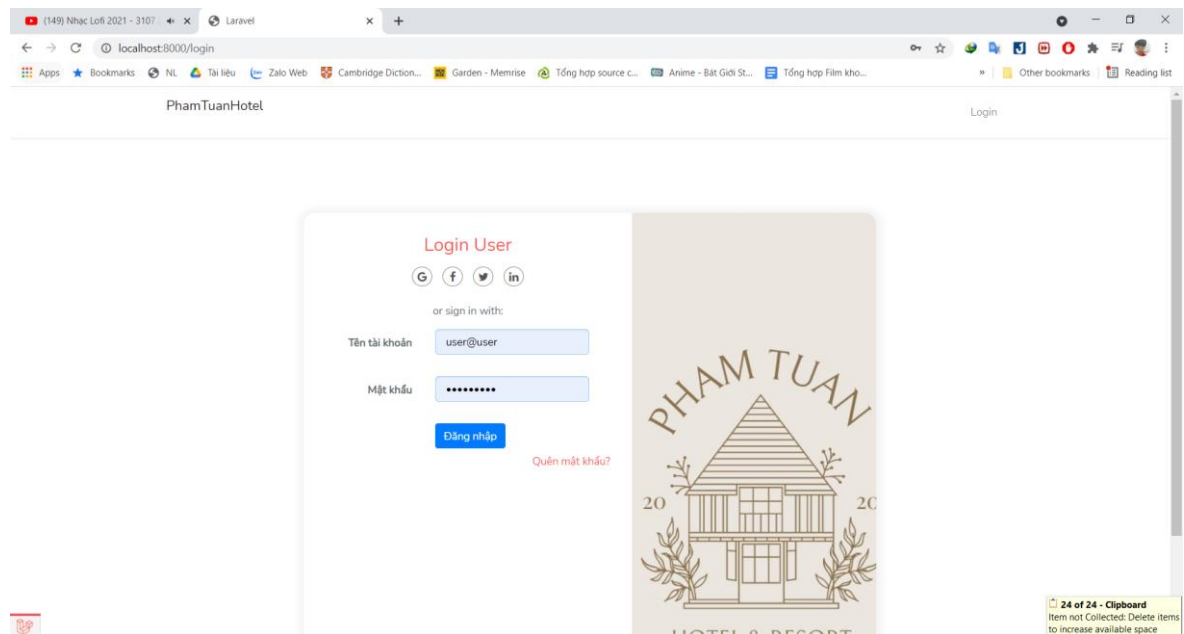 (149) Nhạc Lofi 2021 - 3107
Laravel
localhost:8000/login
Apps
Bookmarks
NL
Tài liệu
Zalo Web
Cambridge Diction...
Garden - Memrise
Tổng hợp source c...
Anime - Bát Giới St...
Tổng hợp Film kho...
»
Other bookmarks
Reading list
PhamTuanHotel
Login
Login User
or sign in with:
Tên tài khoản
user@user
Mật khẩu
•••••••••
Đăng nhập
Quên mật khẩu?
PHAM TUAN
20 20
HOTEL & RESORT
24 of 24 - Clipboard
Item not Collected: Delete items
to increase available space